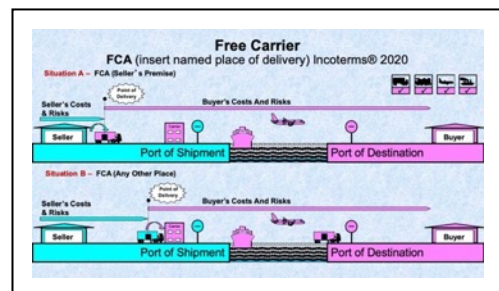 Free Carrier
FCA (insert named place of delivery) Incoterms® 2020
Situation A – FCA (Seller's Premise)
Point of
Delivery
Seller's Costs
& Risks
Buyer's Costs And Risks
Seller
Carrier
Buyer
Port of Shipment
Port of Destination
Situation B – FCA (Any Other Place)
Point of
Delivery
Seller's Costs
& Risks
Buyer's Costs And Risks
Seller
Carrier
Buyer
Port of Shipment
Port of Destination